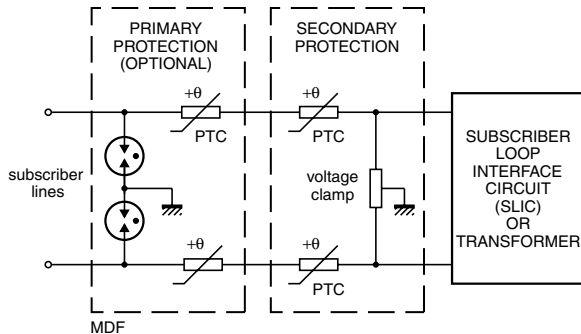 PRIMARY
PROTECTION
(OPTIONAL)
SECONDARY
PROTECTION
+θ
PTC
+θ
PTC
subscriber
lines
voltage
clamp
SUBSCRIBER
LOOP
INTERFACE
CIRCUIT
(SLIC)
OR
TRANSFORMER
+θ
+θ
PTC
MDF